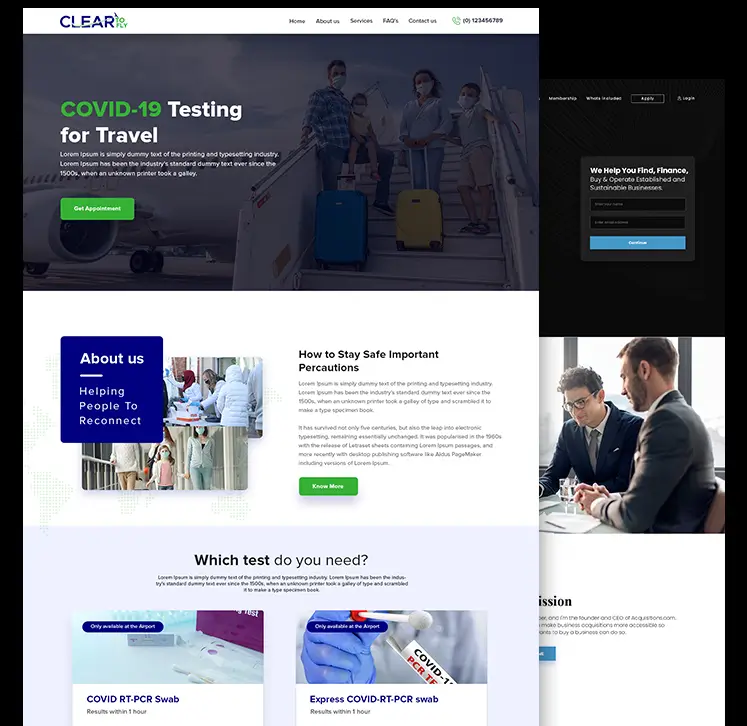 CLEAR TO FLY
Home About us Services FAQ's Contact us (0) 123456789
COVID-19 Testing
for Travel
Lorem Ipsum is simply dummy text of the printing and typesetting industry.
Lorem Ipsum has been the industry's standard dummy text ever since the
1500s, when an unknown printer took a galley.
Get Appointment
About us
Helping
People To
Reconnect
How to Stay Safe Important
Percautions
Lorem Ipsum is simply dummy text of the printing and typesetting industry.
Lorem Ipsum has been the industry's standard dummy text ever since the
1500s, when an unknown printer took a galley of type and scrambled it to
make a type specimen book.
It has survived not only five centuries, but also the leap into electronic
typesetting, remaining essentially unchanged. It was popularised in the 1960s
with the release of Letraset sheets containing Lorem Ipsum passages, and
more recently with desktop publishing software like Aldus PageMaker
including versions of Lorem Ipsum.
Know More
Which test do you need?
Lorem Ipsum is simply dummy text of the printing and typesetting industry. Lorem Ipsum has been the indus-
try's standard dummy text ever since the 1500s, when an unknown printer took a galley of type and scrambled
it to make a type specimen book.
Only available at the Airport
COVID RT-PCR Swab
Results within 1 hour
Only available at the Airport
COVID-1
PCR TE
Express COVID-RT-PCR swab
Results within 1 hour
Membership Whats included Apply Login
We Help You Find, Finance,
Buy & Operate Established and
Sustainable Businesses.
Enter your name
Continue
ission
and I'm the founder and CEO of Acquisitions.com.
make business acquisitions more accessible so
ants to buy a business can do so.